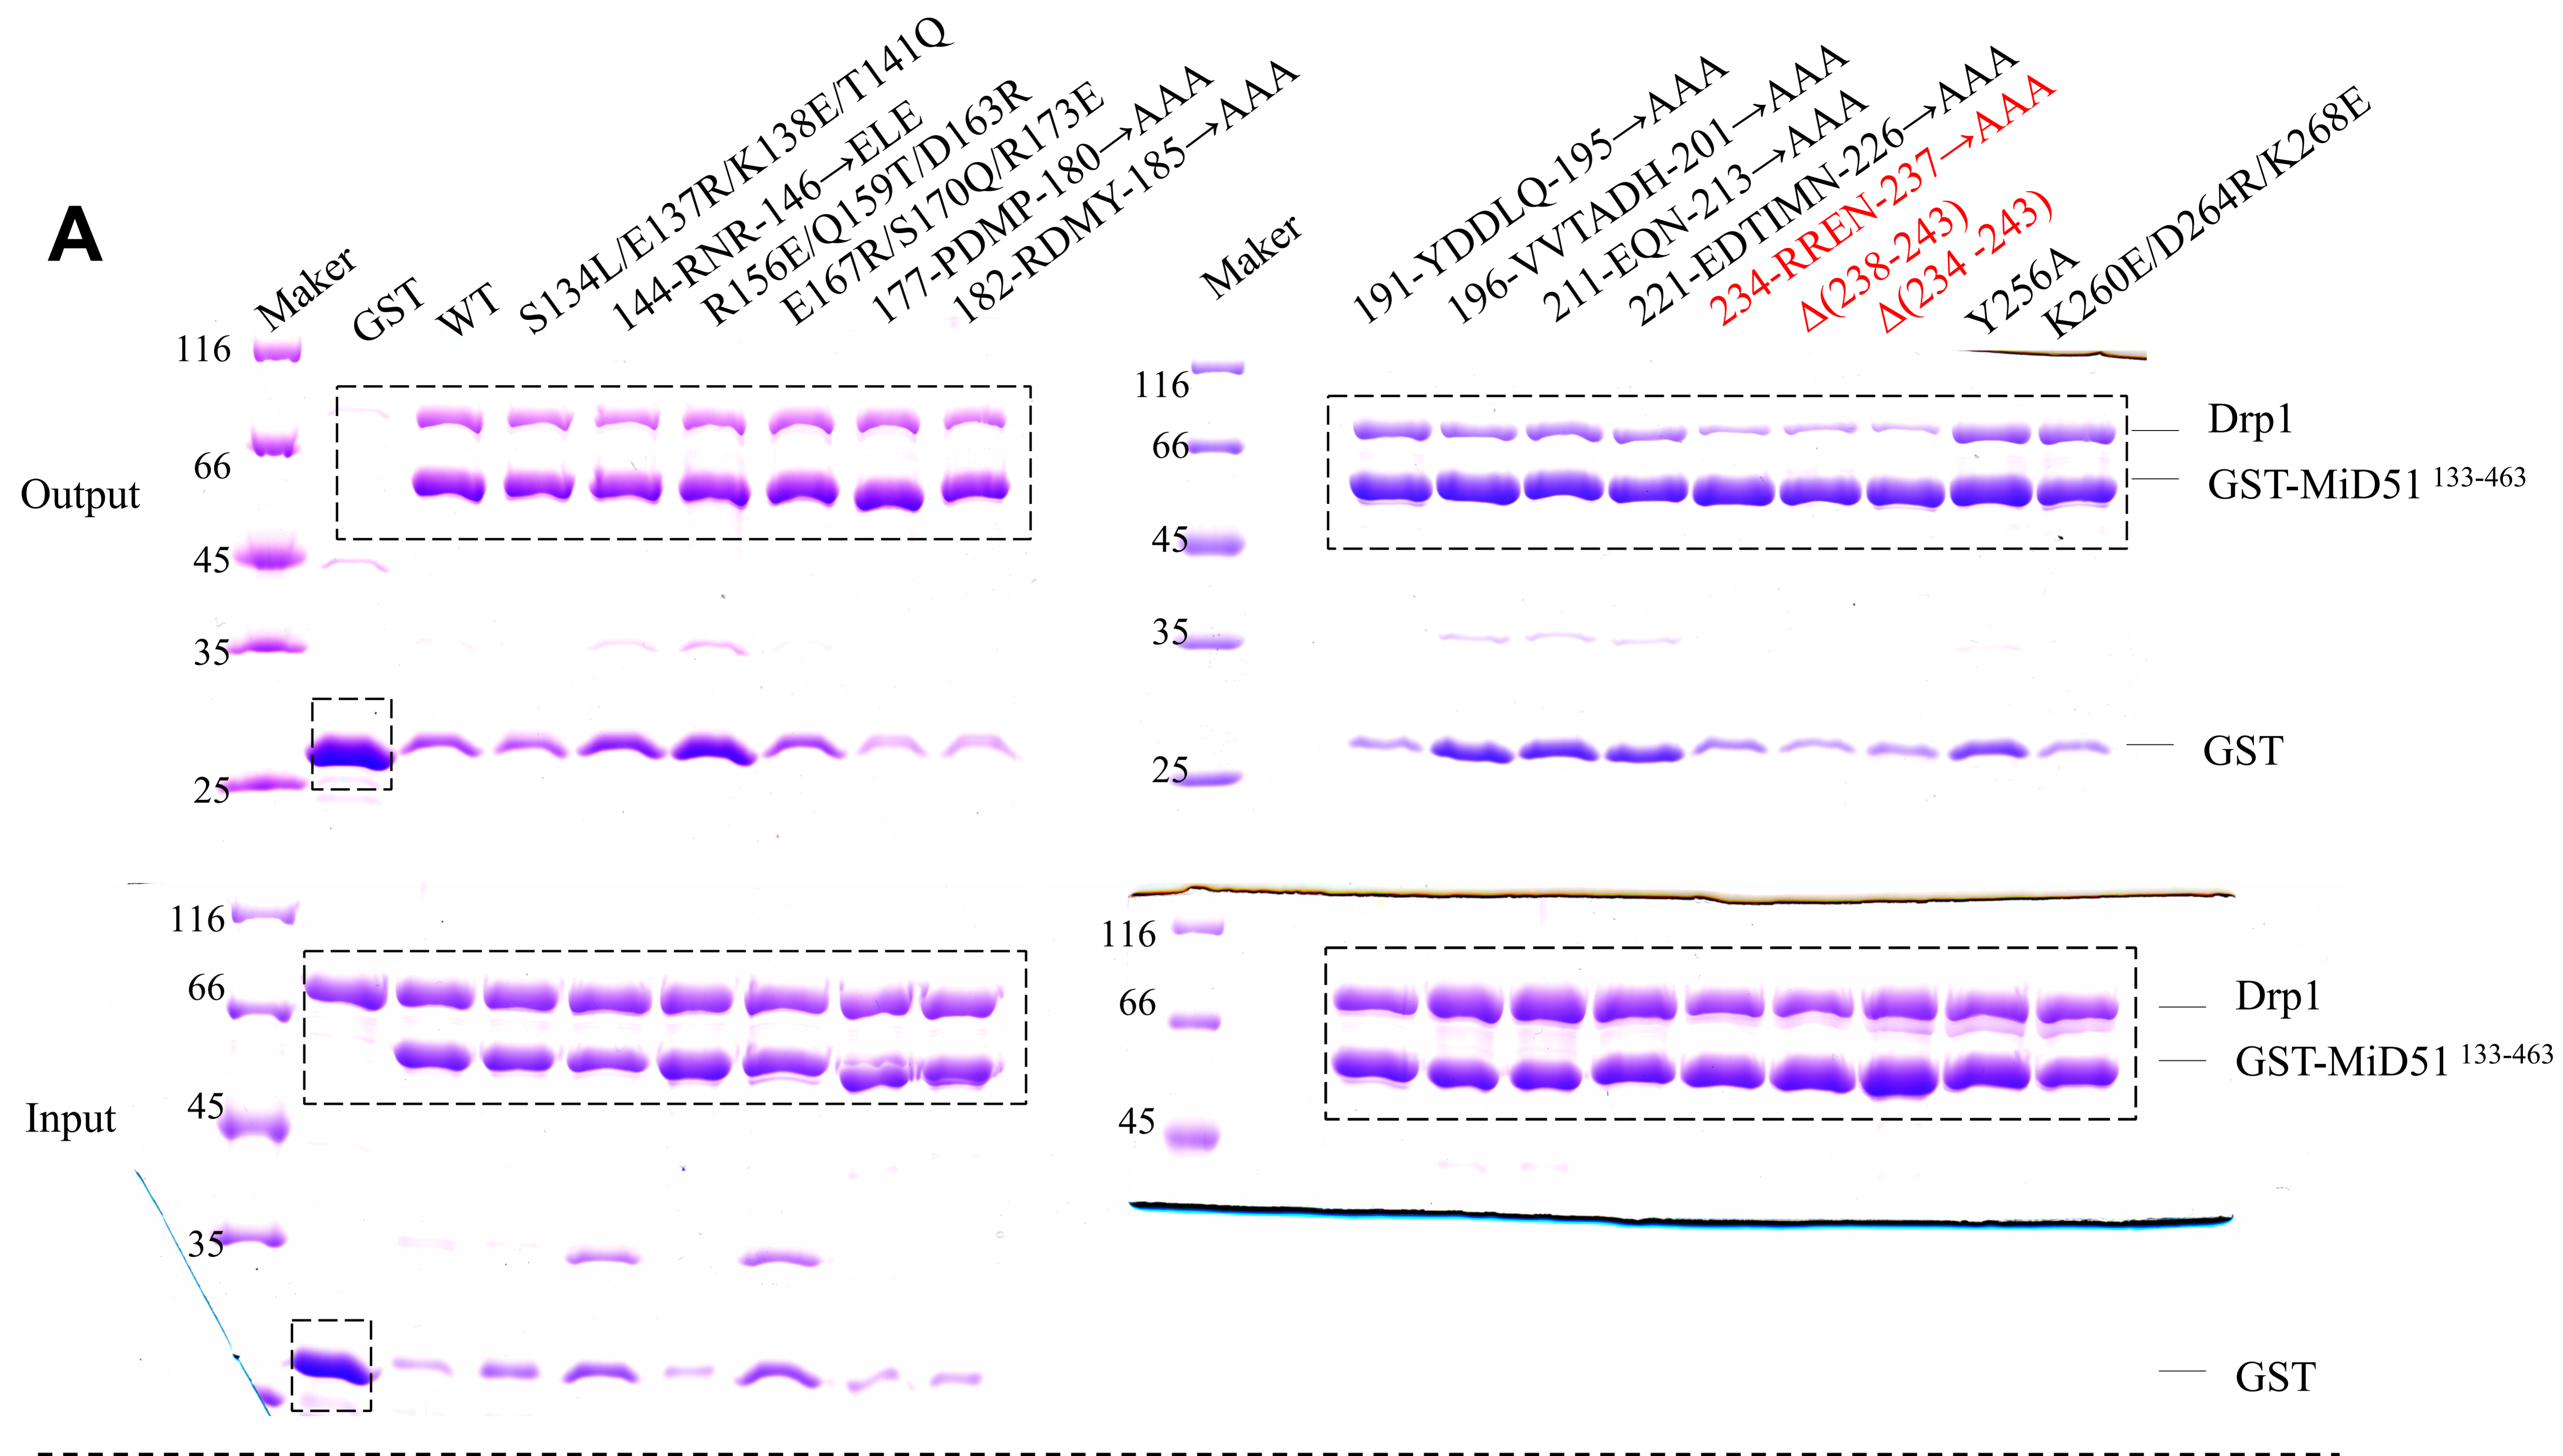 A
Maker
GST
WT
S134L/E137R/K138E/T141Q
144-RNR-146→ELE
R156E/Q159T/D163R
E167R/S170Q/R173E
177-PDMP-180→AAA
182-RDMY-185→AAA
Maker
191-YDDLQ-195→AAA
196-VVTADH-201→AAA
211-EQN-213→AAA
221-EDTIMN-226→AAA
234-RREN-237→AAA
Δ(238-243)
Δ(234 -243)
Y256A
K260E/D264R/K268E
Output
116
66
45
35
25
116
66
45
35
25
Drp1
GST-MiD51 133-463
GST
Input
116
66
45
35
116
66
45
Drp1
GST-MiD51 133-463
GST